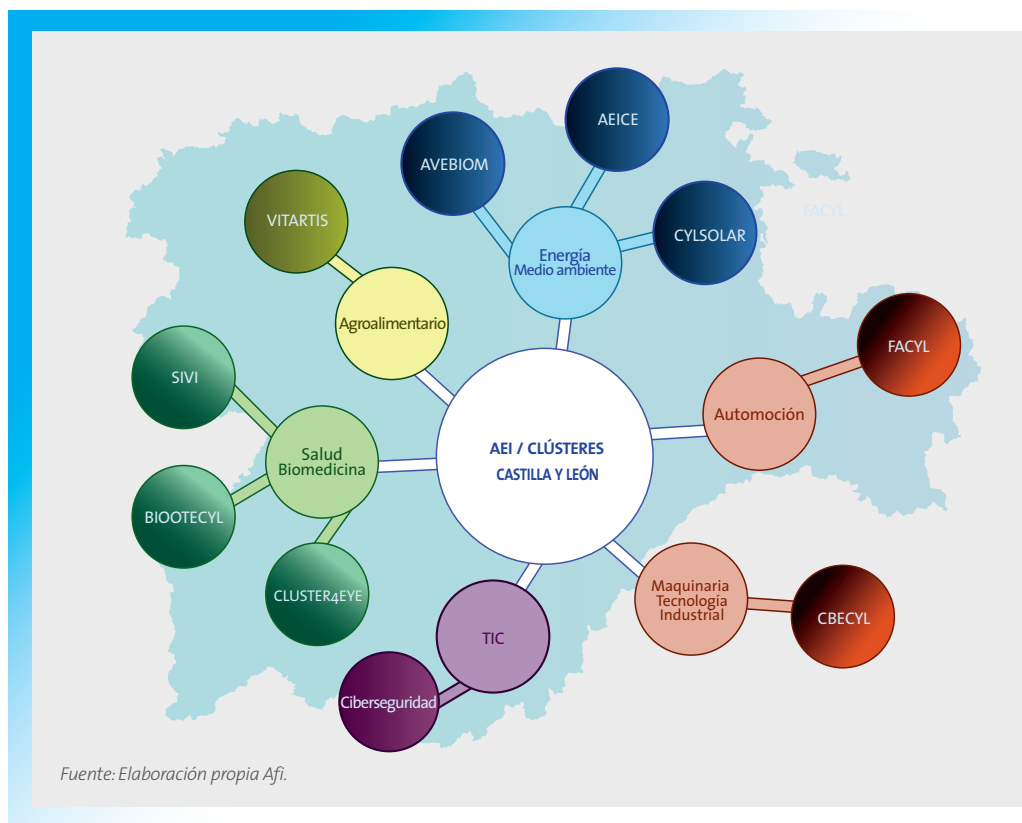 AEICE
AVEBIOM
VITARTIS
FACYL
CYLSOLAR
Energía
Medio ambiente
Agroalimentario
FACYL
SIVI
Automoción
AEI / CLÚSTERES
CASTILLA Y LEÓN
Salud
Biomedicina
BIOOTECYL
CLUSTER4EYE
Maquinaria
Tecnología
Industrial
CBECYL
TIC
Ciberseguridad
Fuente: Elaboración propia Afi.